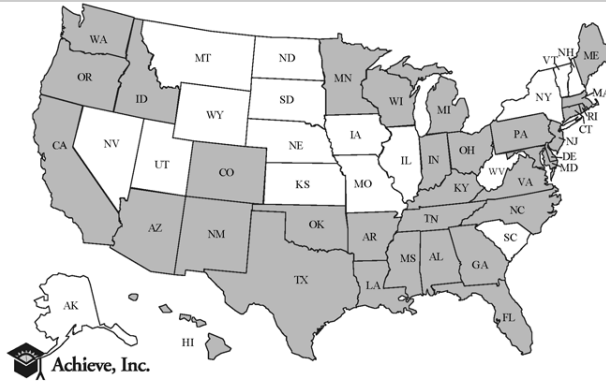 WA
MT
ND
MN
VT
NH
ME
OR
ID
SD
WI
MI
NY
MA
WY
RI
CT
IA
PA
NJ
NV
NE
OH
DE
CA
UT
IL
IN
MD
CO
WV
VA
KS
MO
KY
NC
TN
AZ
NM
OK
AR
SC
MS
AL
GA
TX
LA
AK
FL
HI
Achieve, Inc.